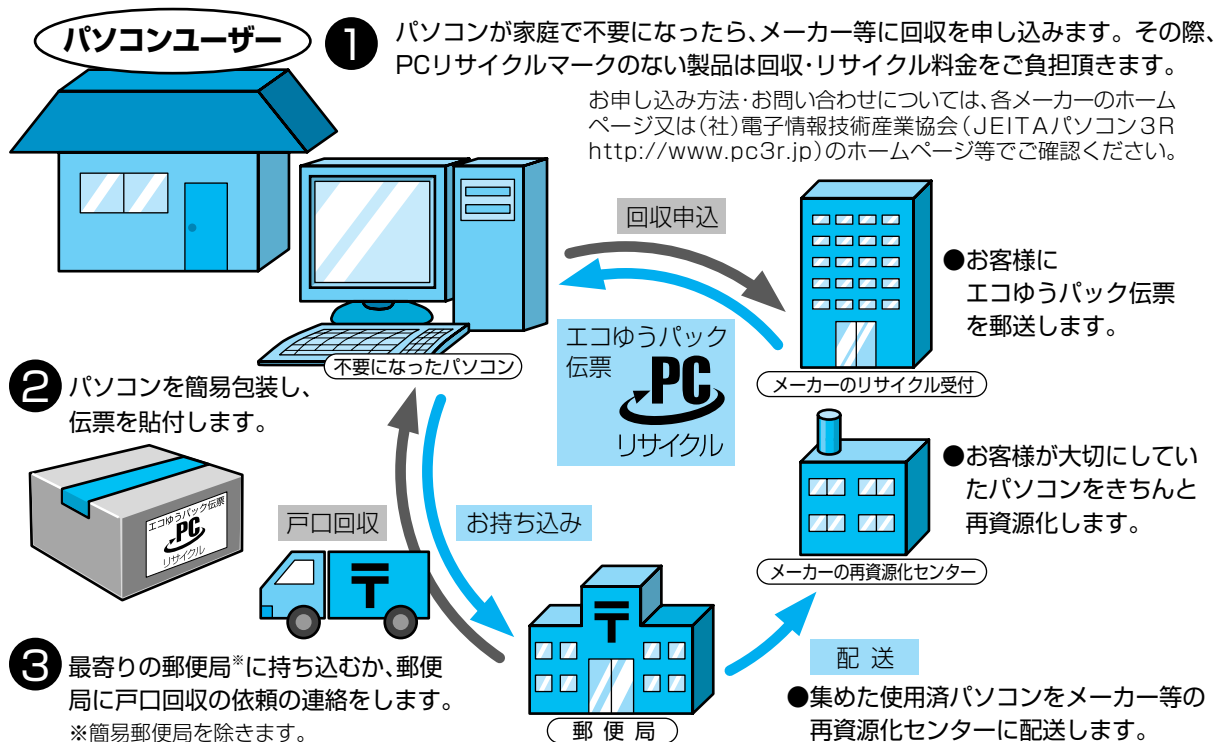 パソコンユーザー
❶
パソコンが家庭で不要になったら、メーカー等に回収を申し込みます。その際、
PCリサイクルマークのない製品は回収・リサイクル料金をご負担頂きます。
お申し込み方法・お問い合わせについては、各メーカーのホーム
ページ又は(社)電子情報技術産業協会(JEITAパソコン3R
http://www.pc3r.jp)のホームページ等でご確認ください。
回収申込
●お客様に
エコゆうパック伝票
を郵送します。
エコゆうパック
伝票
PC
リサイクル
不要になったパソコン
メーカーのリサイクル受付
❷
パソコンを簡易包装し、
伝票を貼付します。
エコゆうパック伝票
PC
リサイクル
●お客様が大切にしてい
たパソコンをきちんと
再資源化します。
戸口回収
お持ち込み
メーカーの再資源化センター
〒
〒
❸
最寄りの郵便局※に持ち込むか、郵便
局に戸口回収の依頼の連絡をします。
※簡易郵便局を除きます。
郵便局
配送
●集めた使用済パソコンをメーカー等の
再資源化センターに配送します。